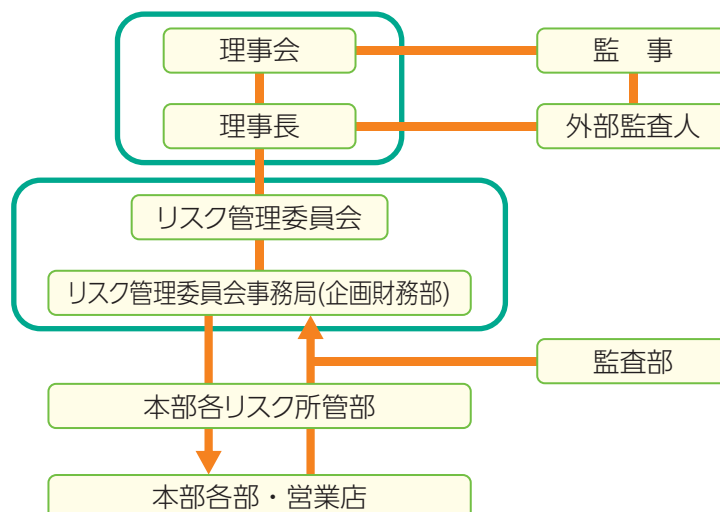 理事会
監　事
理事長
外部監査人
リスク管理委員会
リスク管理委員会事務局(企画財務部)
監査部
本部各リスク所管部
本部各部・営業店